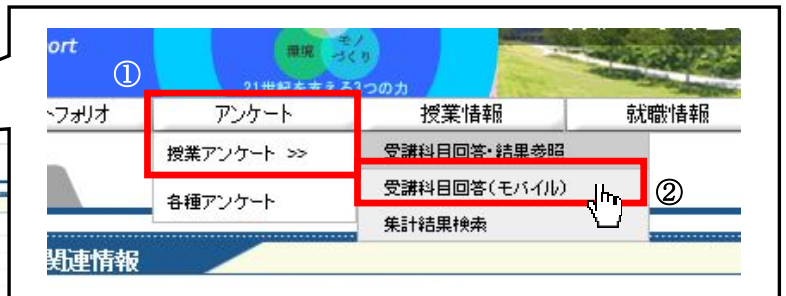 ort
環境
モノ
づくり
21世紀を支える3つの力
①
アンケート
授業情報
就職情報
授業アンケート >>
受講科目回答・結果参照
各種アンケート
受講科目回答(モバイル)
②
集計結果検索
関連情報